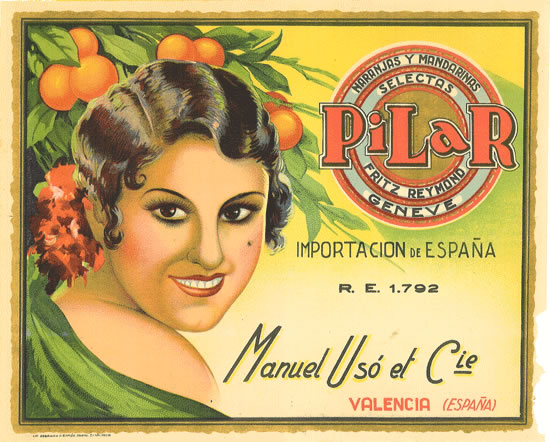 NARANJAS Y MANDARINAS
SELECTAS
PiLaR
FRITZ REYMOND
GENEVE
IMPORTACION DE ESPAÑA
R. E. 1.792
Manuel Usó et Cie
VALENCIA (ESPAÑA)